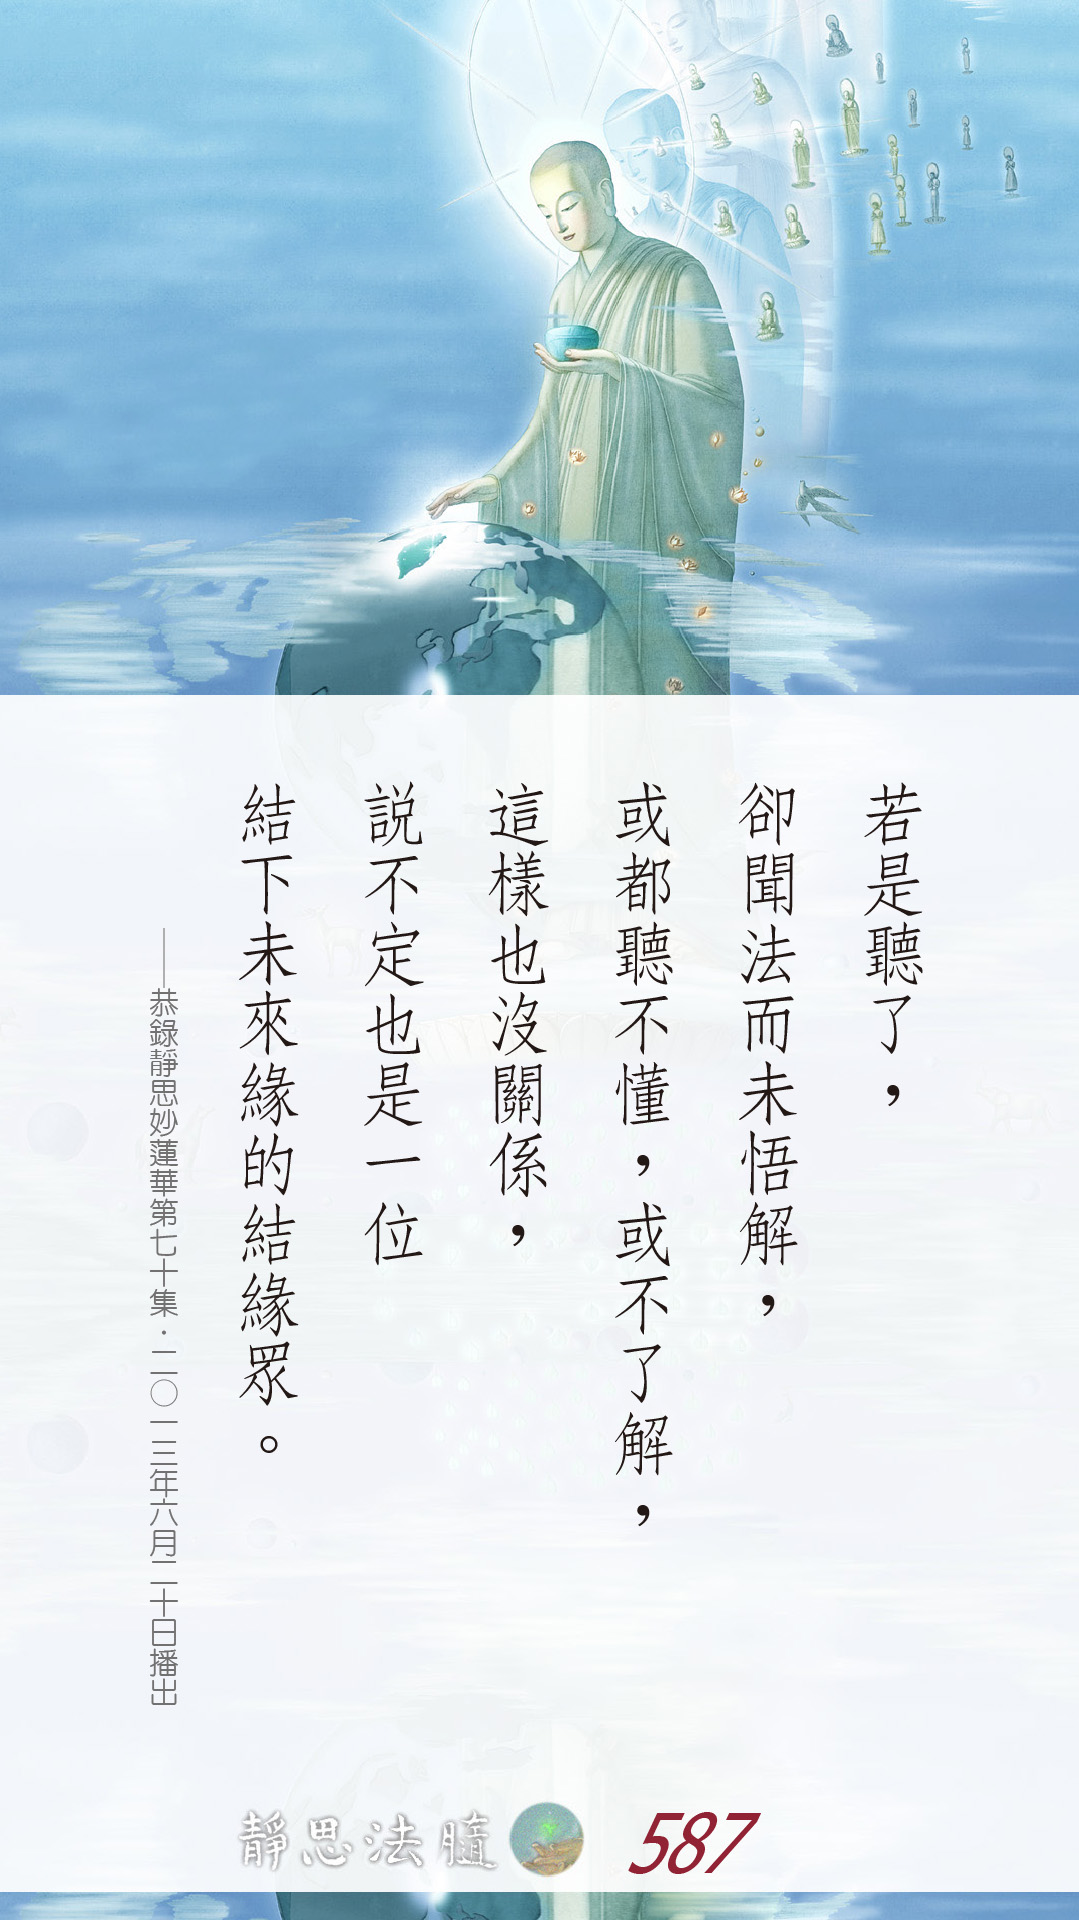 若是聽了，
卻聞法而未悟解，
或都聽不懂，或不了解，
這樣也沒關係，
說不定也是一位
結下未來緣的結緣眾。
——恭錄靜思妙蓮華第七十集．二〇一三年六月二十日播出
靜思法髓
587